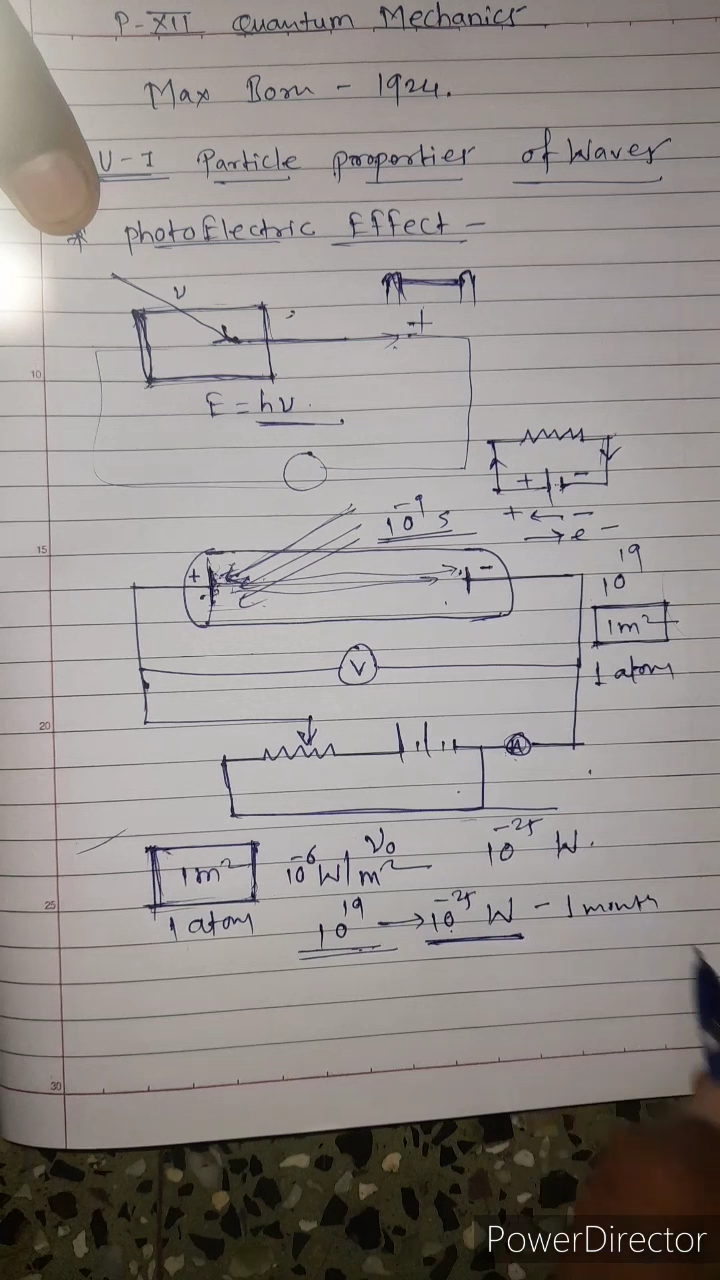 P-XII Quantum Mechanics
Max Born - 1924.
U-I Particle properties of Waves
* photoElectric Effect -
ν
+
E = hν.
+ -
10⁻⁹ s
+ ← -
→ e -
15
+ -
10¹⁹
1m²
V
1 atom
20
A
1m² 10⁻⁶ W/m² ν₀ 10⁻²⁵ W.
1 atom 10¹⁹ → 10⁻²⁵ W - 1 month
10
25
30
PowerDirector